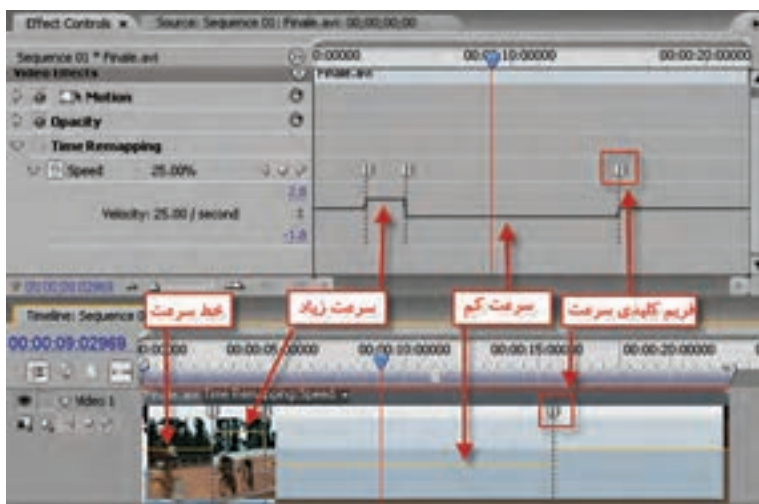 Effect Controls × Source: Sequence 01: Finale.avi: 00;00;00;00
Sequence 01 * Finale.avi
0:00000 00:00:10:00000 00:00:20:00000
Video Effects
Finale.avi
Motion
Opacity
Time Remapping
Speed 25.00%
2.8
Velocity: 25.00 / second 1
-1.8
00:00:09:02969
خط سرعت
سرعت زیاد
سرعت کم
فریم کلیدی سرعت
Timeline: Sequence
00:00:09:02969
0:00000 00:00:05:00000 00:00:10:00000 00:00:15:00000 00:00:20:00000
Time Remapping:Speed
Video 1